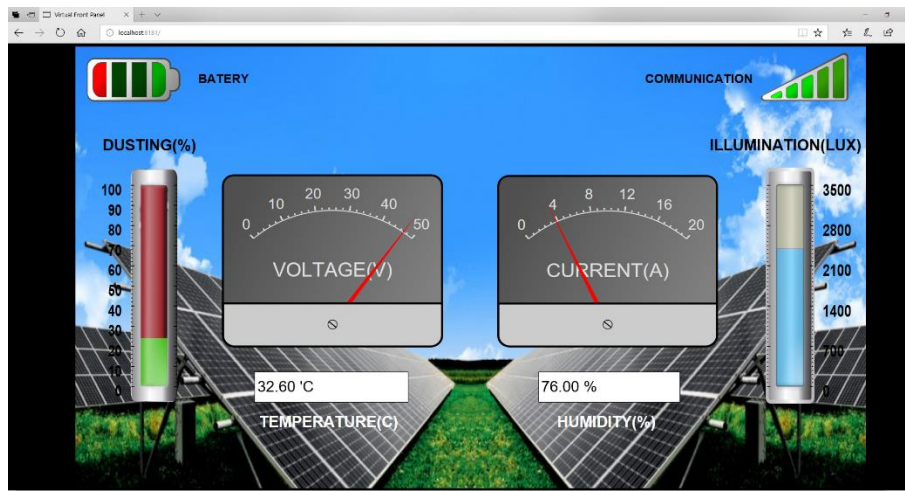 Virtual Front Panel
localhost:8181/
BATERY
COMMUNICATION
DUSTING(%)
ILLUMINATION(LUX)
100
90
80
70
60
50
40
30
20
10
0
0 10 20 30 40 50
VOLTAGE(V)
0 4 8 12 16 20
CURRENT(A)
3500
2800
2100
1400
700
0
32.60 'C
76.00 %
TEMPERATURE(C)
HUMIDITY(%)